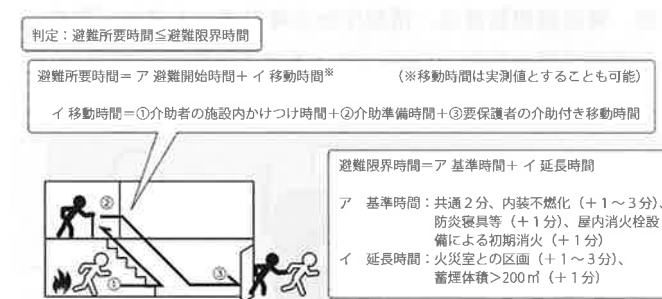 判定：避難所要時間≦避難限界時間
避難所要時間＝ ア 避難開始時間＋ イ 移動時間※　（※移動時間は実測値とすることも可能）
イ 移動時間＝①介助者の施設内かけつけ時間＋②介助準備時間＋③要保護者の介助付き移動時間
避難限界時間＝ア 基準時間＋ イ 延長時間
ア　基準時間：共通２分、内装不燃化（＋１～３分）、
防炎寝具等（＋１分）、屋内消火栓設
備による初期消火（＋１分）
イ　延長時間：火災室との区画（＋１～３分）、
蓄煙体積＞200㎥（＋１分）
②
①
③